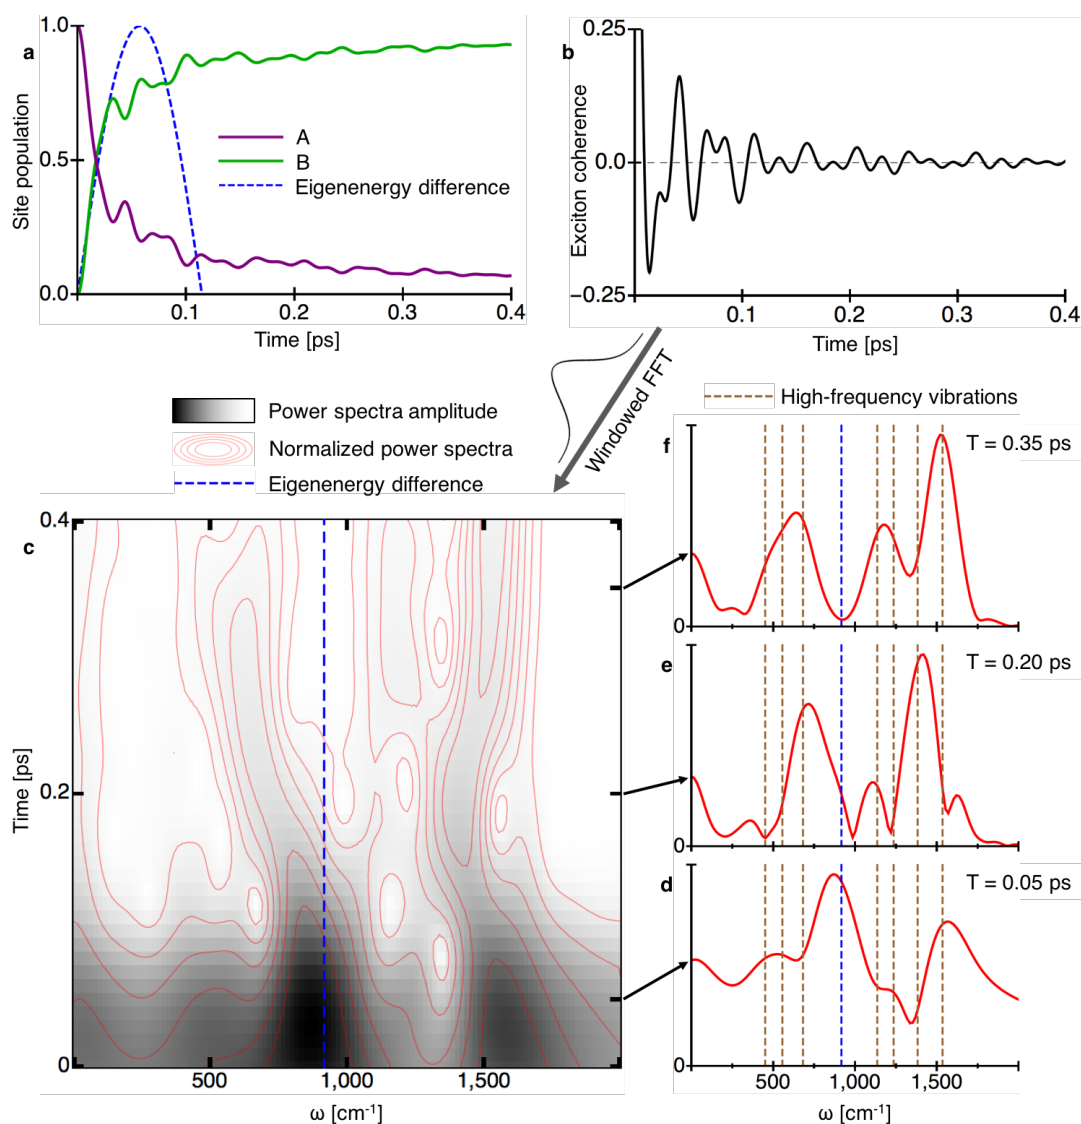 a
1.0
0.5
0.0
Site population
A
B
Eigenenergy difference
0.1
0.2
0.3
0.4
Time [ps]
b
0.25
0.0
−0.25
Exciton coherence
0.1
0.2
0.3
0.4
Time [ps]
Windowed FFT
Power spectra amplitude
Normalized power spectra
Eigenenergy difference
High-frequency vibrations
c
0.4
0.2
0
Time [ps]
500
1,000
1,500
ω [cm-1]
f
T = 0.35 ps
0
e
T = 0.20 ps
0
d
T = 0.05 ps
0
500
1,000
1,500
ω [cm-1]